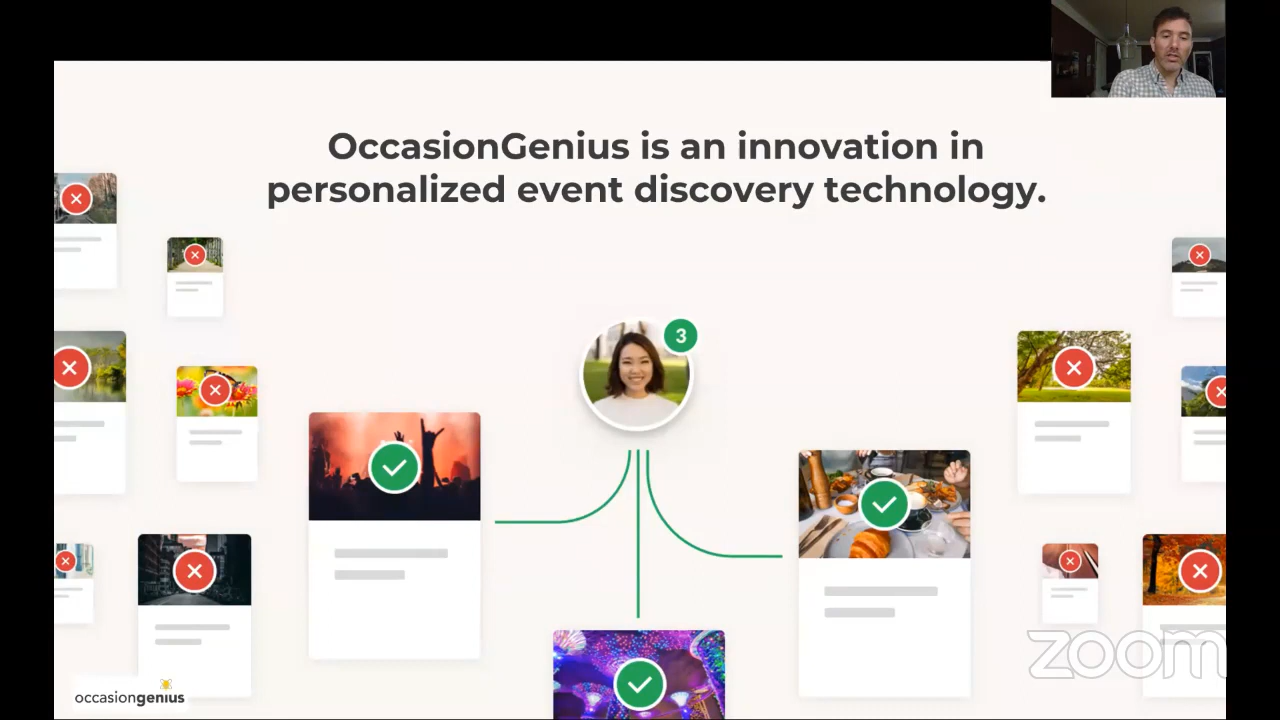 OccasionGenius is an innovation in
personalized event discovery technology.
3
occasiongenius
zoom